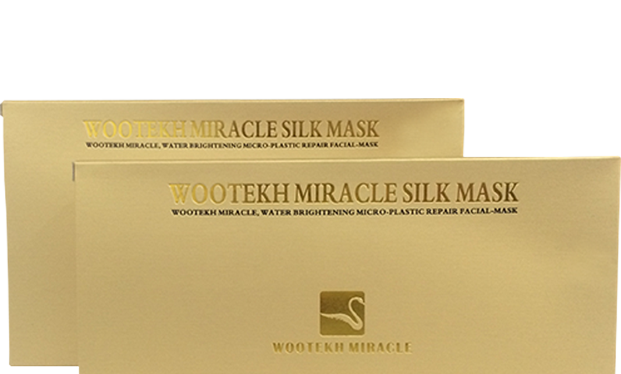 WOOTEKH MIRACLE SILK MASK
WOOTEKH MIRACLE, WATER BRIGHTENING MICRO-PLASTIC REPAIR FACIAL-MASK
WOOTEKH MIRACLE SILK MASK
WOOTEKH MIRACLE, WATER BRIGHTENING MICRO-PLASTIC REPAIR FACIAL-MASK
WOOTEKH MIRACLE